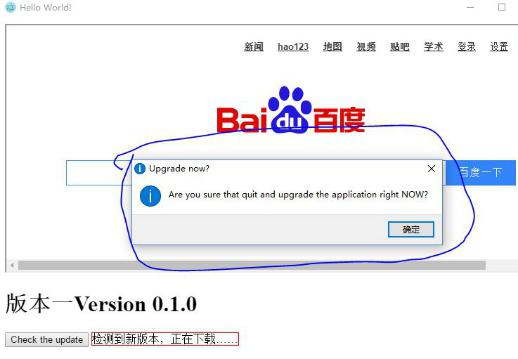 Hello World!
新闻 hao123 地图 视频 贴吧 学术 登录 设置
Bai du 百度
Upgrade now?
百度一下
Are you sure that quit and upgrade the application right NOW?
确定
版本一Version 0.1.0
Check the update 检测到新版本，正在下载……